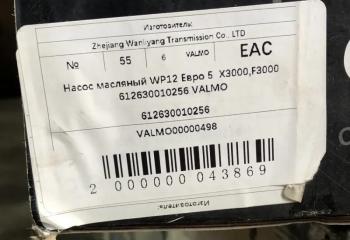 Изготовитель:
Zhejiang Wanliyang Transmission Co., LTD
№ 55 6 VALMO EAC
Насос масляный WP12 Евро 5 X3000,F3000
612630010256 VALMO
612630010256
VALMO00000498
2 000000 043869
Изготовитель: